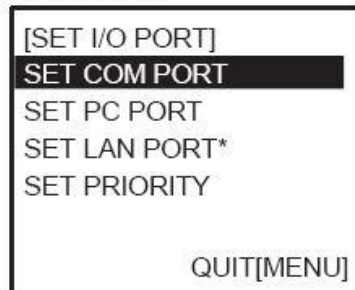 [SET I/O PORT]
SET COM PORT
SET PC PORT
SET LAN PORT*
SET PRIORITY
QUIT[MENU]